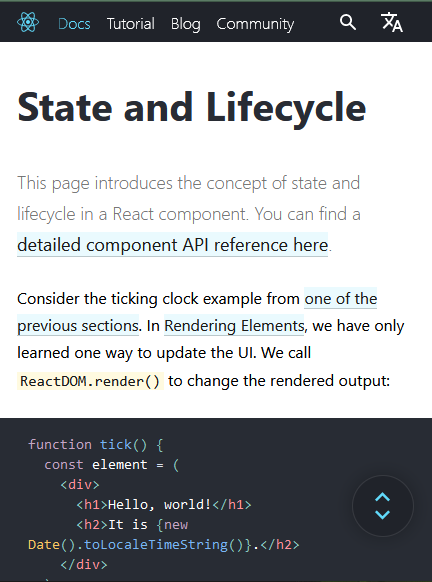 Docs Tutorial Blog Community
State and Lifecycle
This page introduces the concept of state and
lifecycle in a React component. You can find a
detailed component API reference here.
Consider the ticking clock example from one of the
previous sections. In Rendering Elements, we have only
learned one way to update the UI. We call
ReactDOM.render() to change the rendered output:
function tick() {
  const element = (
    <div>
      <h1>Hello, world!</h1>
      <h2>It is {new
Date().toLocaleTimeString()}.</h2>
    </div>